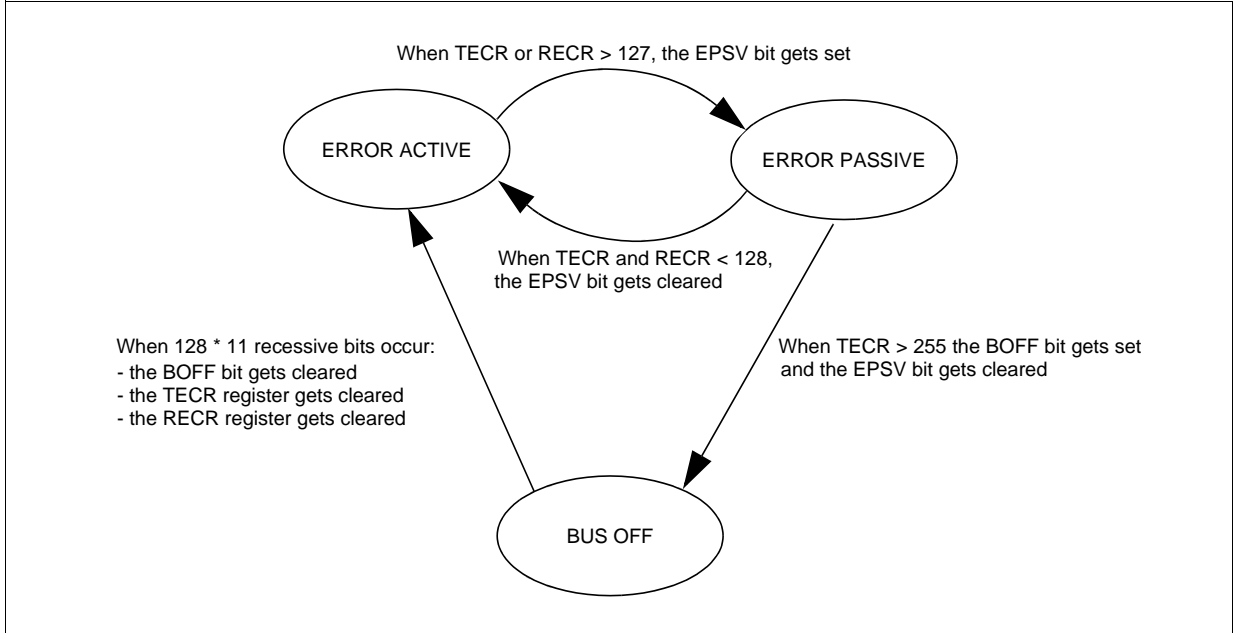 When TECR or RECR > 127, the EPSV bit gets set
ERROR ACTIVE
ERROR PASSIVE
When TECR and RECR < 128,
the EPSV bit gets cleared
When 128 * 11 recessive bits occur:
- the BOFF bit gets cleared
- the TECR register gets cleared
- the RECR register gets cleared
When TECR > 255 the BOFF bit gets set
and the EPSV bit gets cleared
BUS OFF